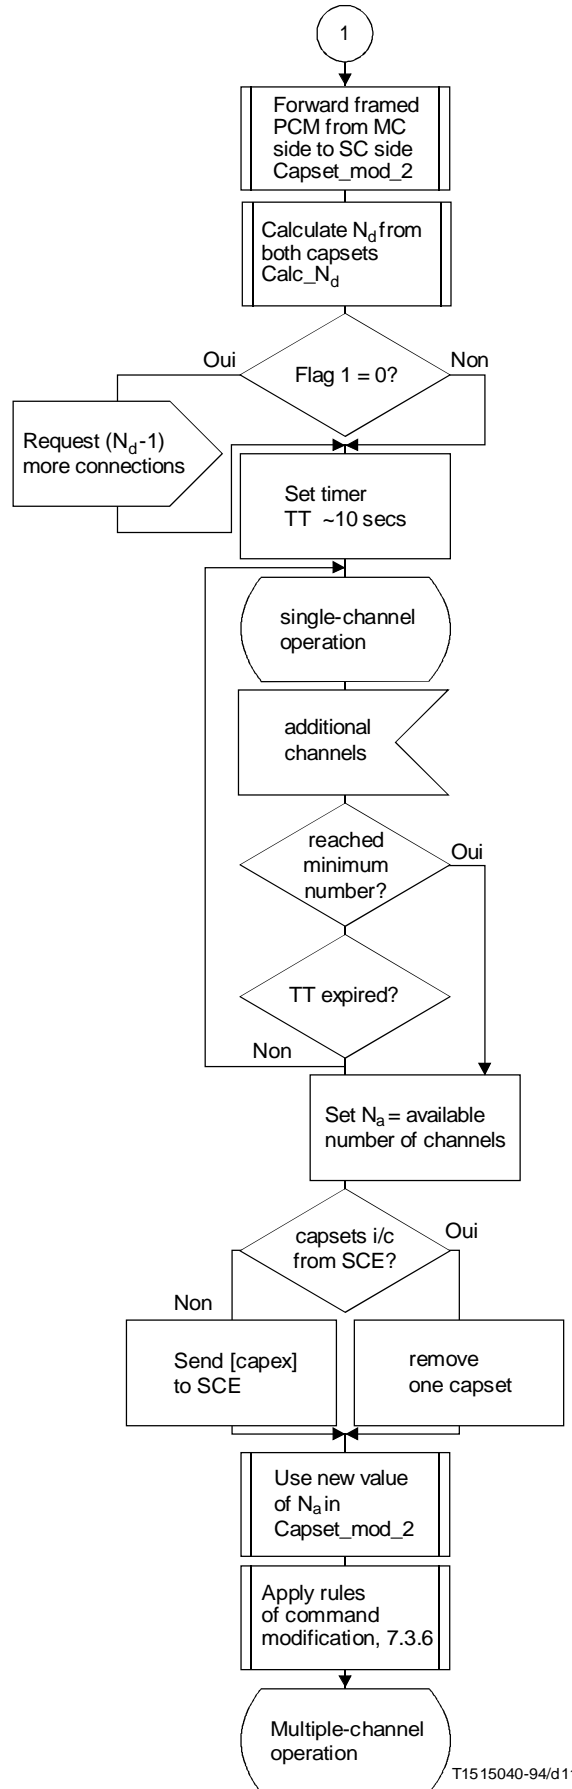 1
Forward framed
PCM from MC
side to SC side
Capset_mod_2
Calculate Nd from
both capsets
Calc_Nd
Oui
Flag 1 = 0?
Non
Request (Nd-1)
more connections
Set timer
TT ~10 secs
single-channel
operation
additional
channels
reached
minimum
number?
Oui
TT expired?
Non
Set Na = available
number of channels
capsets i/c
from SCE?
Oui
Non
Send [capex]
to SCE
remove
one capset
Use new value
of Na in
Capset_mod_2
Apply rules
of command
modification, 7.3.6
Multiple-channel
operation
T1515040-94/d1